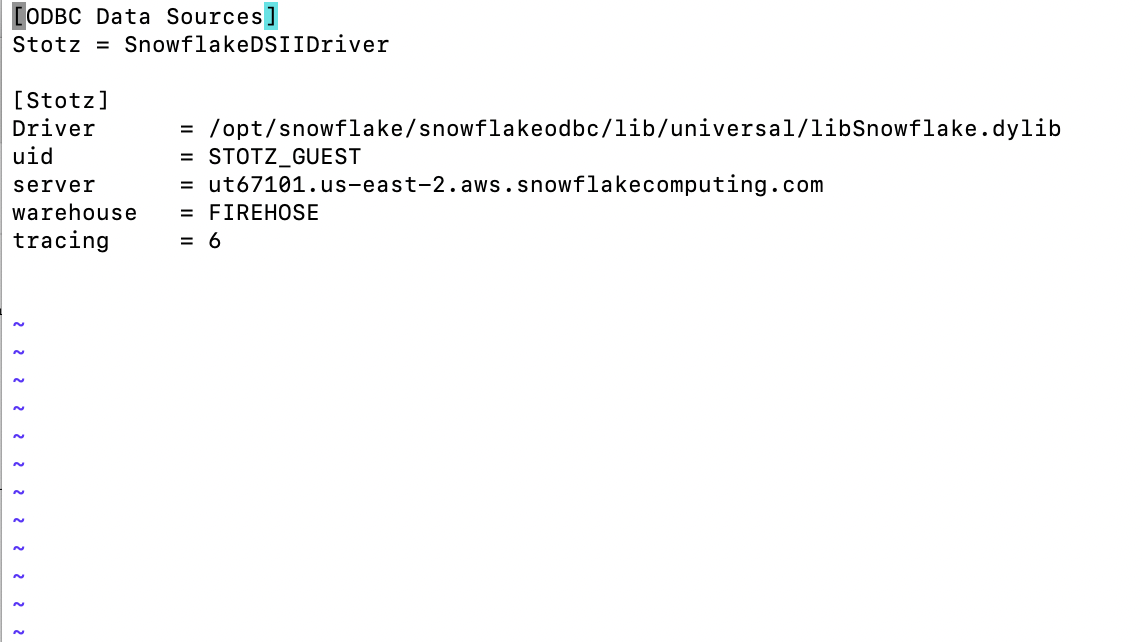 [ODBC Data Sources]
Stotz = SnowflakeDSIIDriver
[Stotz]
Driver      = /opt/snowflake/snowflakeodbc/lib/universal/libSnowflake.dylib
uid         = STOTZ_GUEST
server      = ut67101.us-east-2.aws.snowflakecomputing.com
warehouse   = FIREHOSE
tracing     = 6
~
~
~
~
~
~
~
~
~
~
~
~